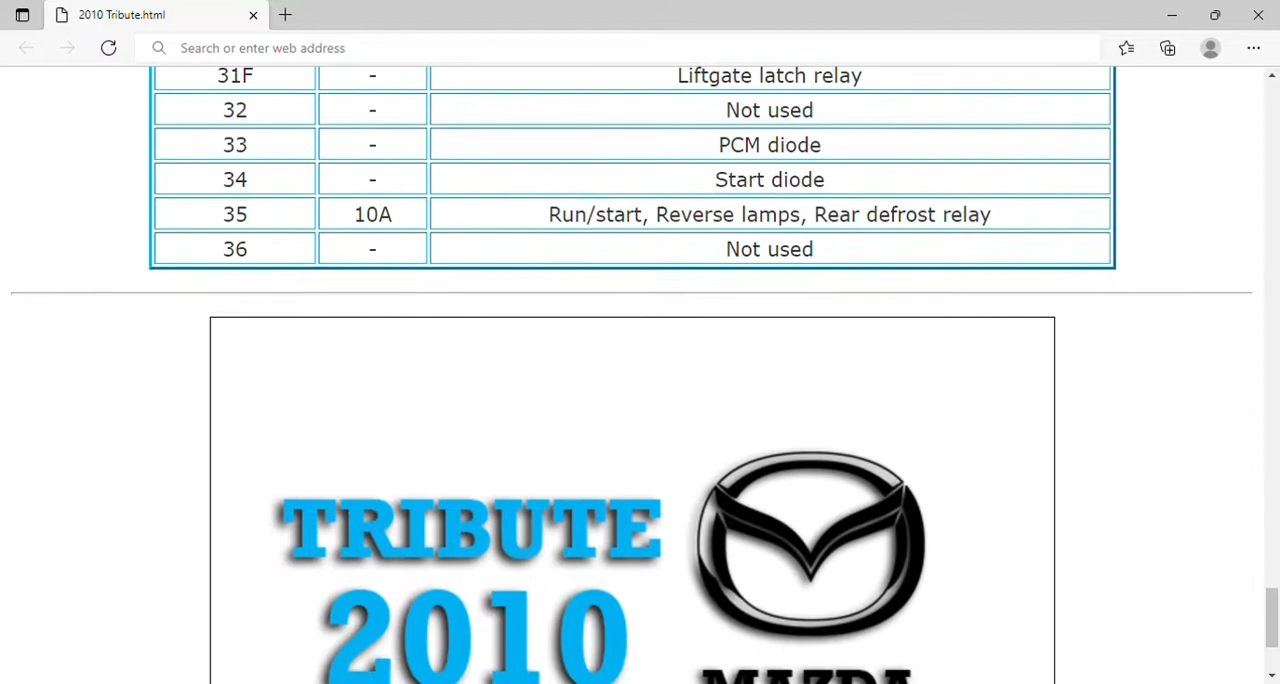 2010 Tribute.html
Search or enter web address
31F - Liftgate latch relay
32 - Not used
33 - PCM diode
34 - Start diode
35 10A Run/start, Reverse lamps, Rear defrost relay
36 - Not used
TRIBUTE
2010
MAZDA